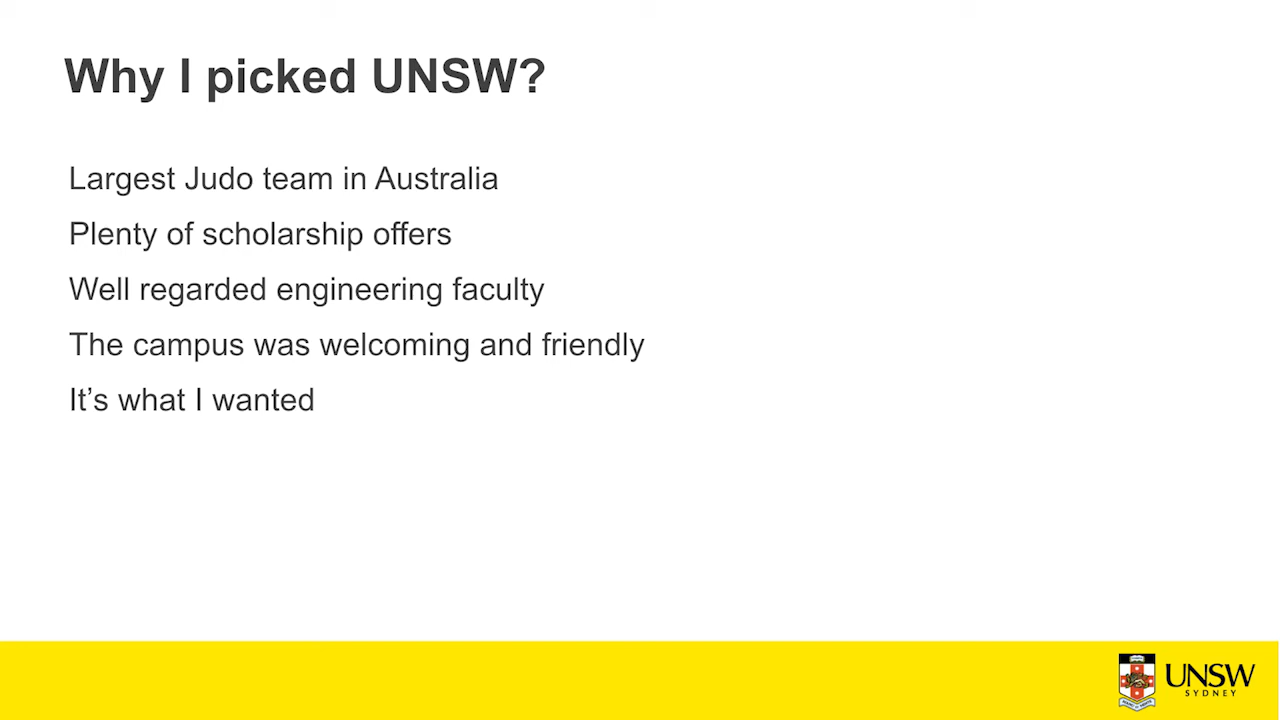 Why I picked UNSW?
Largest Judo team in Australia
Plenty of scholarship offers
Well regarded engineering faculty
The campus was welcoming and friendly
It’s what I wanted
UNSW
SYDNEY